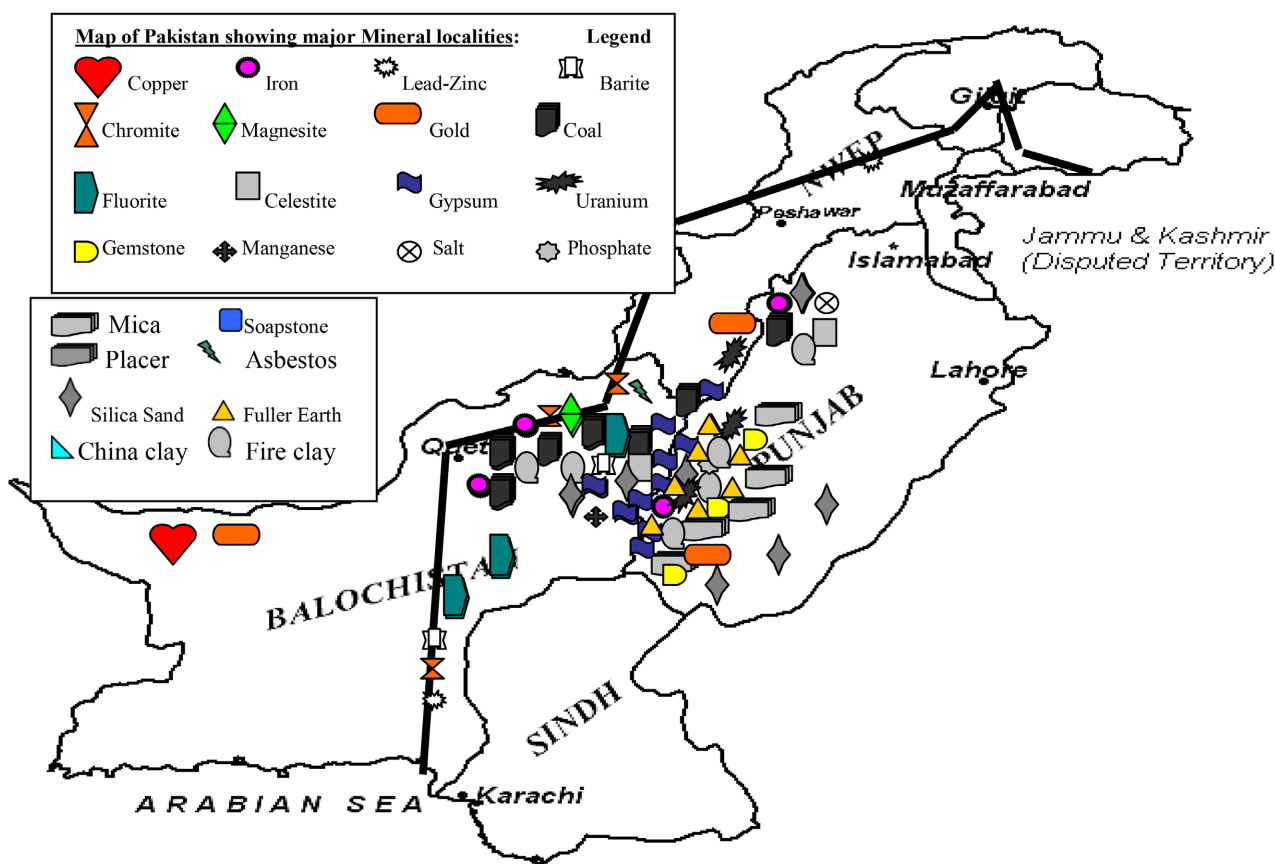 Map of Pakistan showing major Mineral localities: Legend
Copper Iron Lead-Zinc Barite
Chromite Magnesite Gold Coal
Fluorite Celestite Gypsum Uranium
Gemstone Manganese Salt Phosphate
Mica Soapstone
Placer Asbestos
Silica Sand Fuller Earth
China clay Fire clay
Gilgit
NWFP
Muzaffarabad
Peshawar
Jammu & Kashmir
(Disputed Territory)
Islamabad
Lahore
PUNJAB
Quet
BALOCHISTAN
SINDH
Karachi
ARABIAN SEA